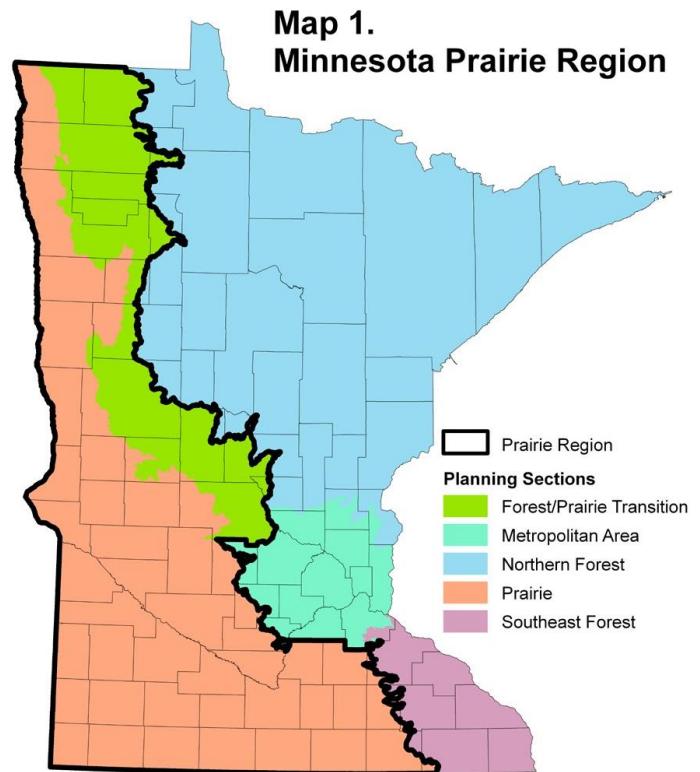 Map 1.
Minnesota Prairie Region
Prairie Region
Planning Sections
Forest/Prairie Transition
Metropolitan Area
Northern Forest
Prairie
Southeast Forest